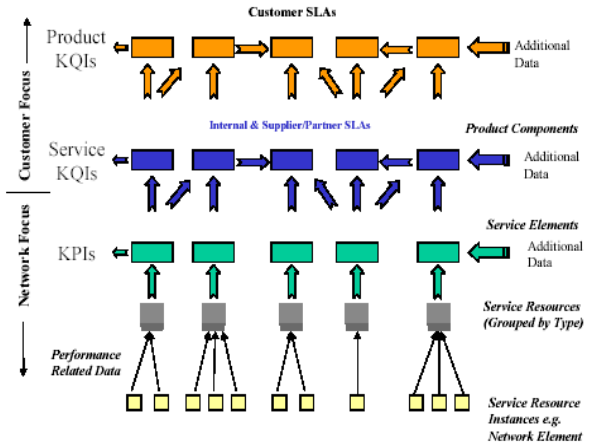 Customer SLAs
Product
KQIs
Additional
Data
Customer Focus
Internal & Supplier/Partner SLAs
Product Components
Service
KQIs
Additional
Data
Service Elements
Network Focus
KPIs
Additional
Data
Service Resources
(Grouped by Type)
Performance
Related Data
Service Resource
Instances e.g.
Network Element